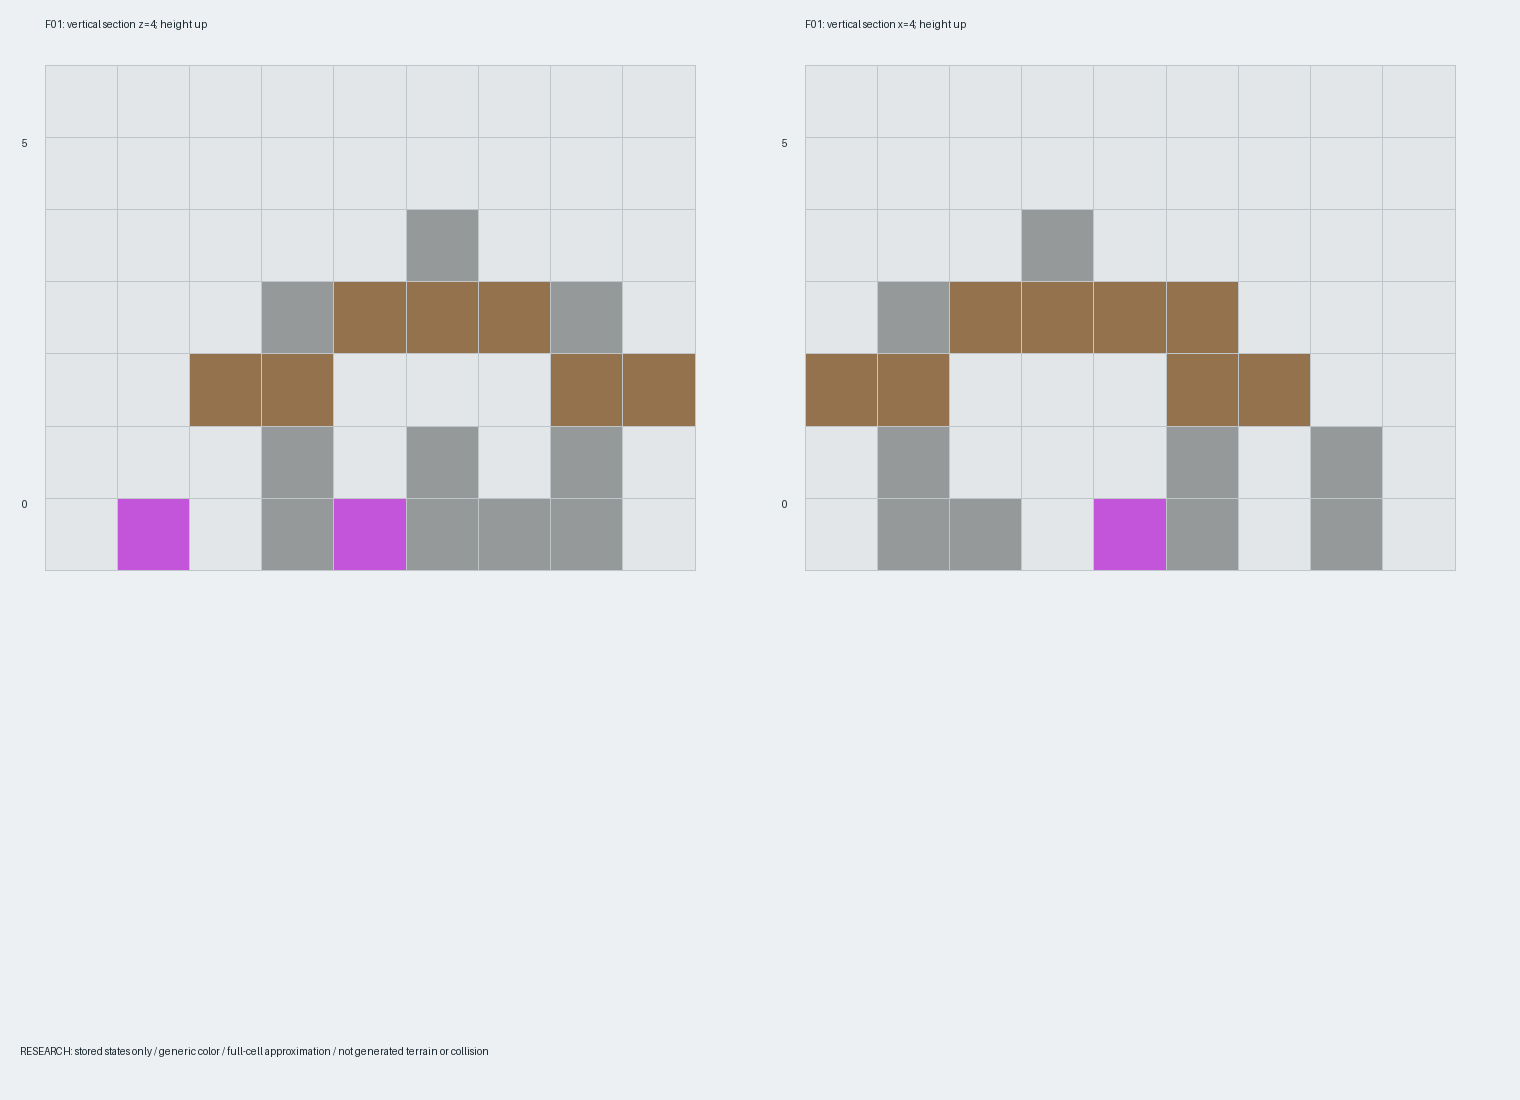 F01: vertical section z=4; height up
F01: vertical section x=4; height up
5
5
0
0
RESEARCH: stored states only / generic color / full-cell approximation / not generated terrain or collision